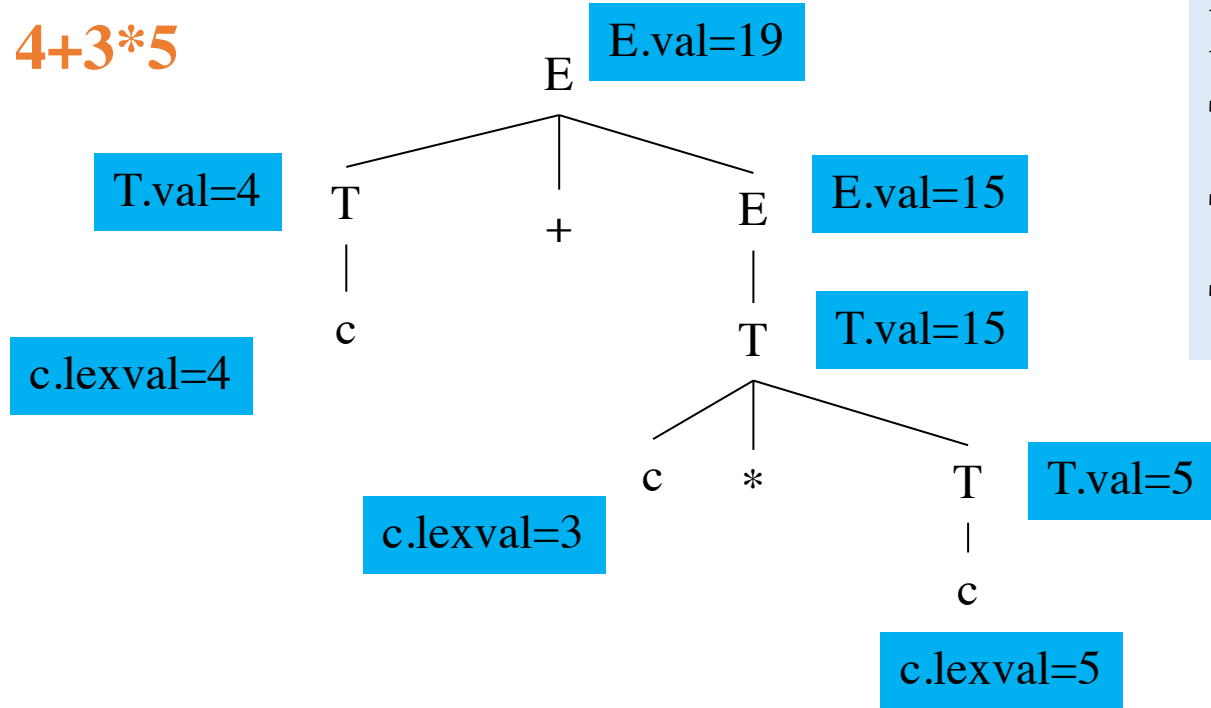 4+3*5
E.val=19
E
T.val=4
T
+
E
E.val=15
c
T
T.val=15
c.lexval=4
c
*
T
T.val=5
c.lexval=3
c
c.lexval=5